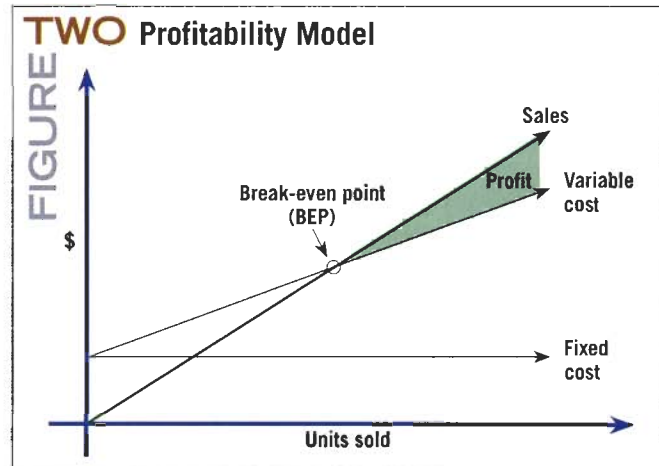 FIGURE
TWO Profitability Model
Sales
Profit
Variable
cost
Break-even point
(BEP)
$
Fixed
cost
Units sold